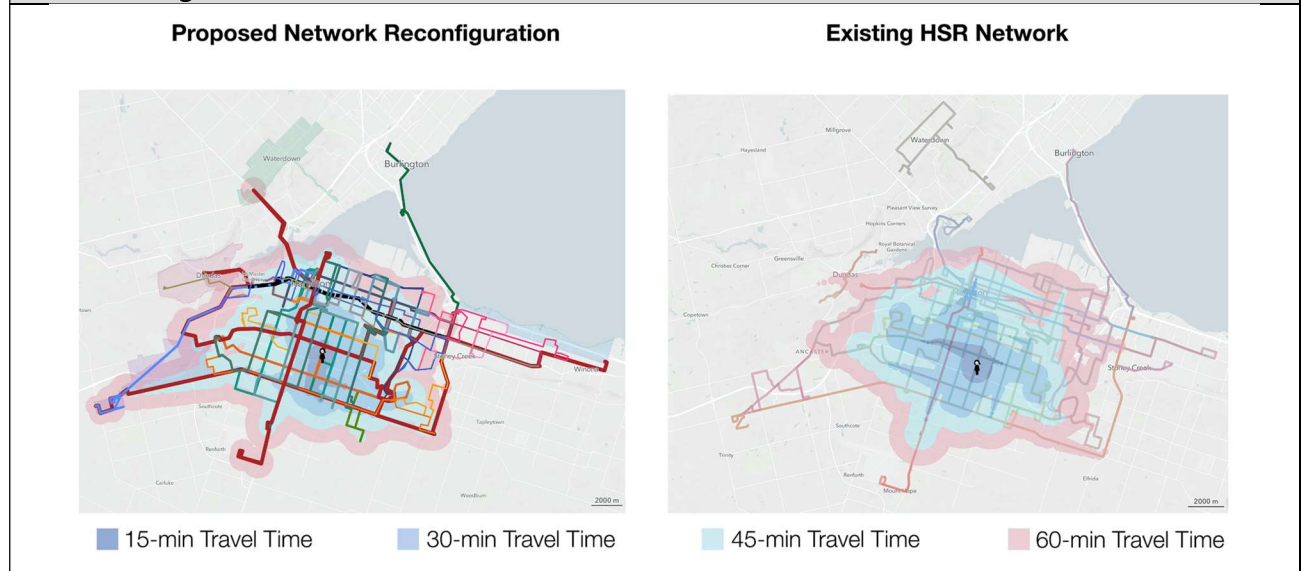 Proposed Network Reconfiguration
Existing HSR Network
Waterdown
Burlington
Dundas
Stoney Creek
Winona
Southcote
Renforth
Tapleytown
Carluke
Woodburn
2000 m
Millgrove
Hayesland
Waterdown
Burlington
Pleasant View Survey
Hopkins Corners
Royal Botanical
Gardens
Christies Corner
Greensville
Dundas
Copetown
ANCASTER
Stoney Creek
Southcote
Trinity
Renforth
Mount Hope
Elfrida
2000 m
15-min Travel Time
30-min Travel Time
45-min Travel Time
60-min Travel Time